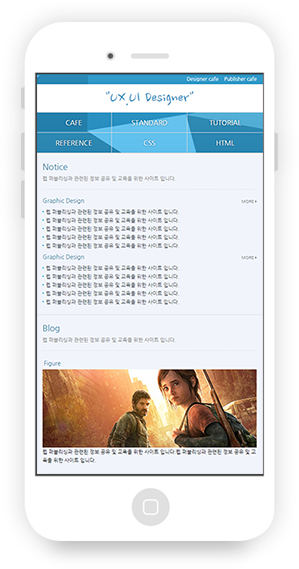 Designer cafe Publisher cafe
"UX,UI Designer"
CAFE STANDARD TUTORIAL
REFERENCE CSS HTML
Notice
웹 퍼블리싱과 관련된 정보 공유 및 교육을 위한 사이트 입니다.
Graphic Design MORE
웹 퍼블리싱과 관련된 정보 공유 및 교육을 위한 사이트 입니다.
웹 퍼블리싱과 관련된 정보 공유 및 교육을 위한 사이트 입니다.
웹 퍼블리싱과 관련된 정보 공유 및 교육을 위한 사이트 입니다.
웹 퍼블리싱과 관련된 정보 공유 및 교육을 위한 사이트 입니다.
웹 퍼블리싱과 관련된 정보 공유 및 교육을 위한 사이트 입니다.
Graphic Design MORE
웹 퍼블리싱과 관련된 정보 공유 및 교육을 위한 사이트 입니다.
웹 퍼블리싱과 관련된 정보 공유 및 교육을 위한 사이트 입니다.
웹 퍼블리싱과 관련된 정보 공유 및 교육을 위한 사이트 입니다.
웹 퍼블리싱과 관련된 정보 공유 및 교육을 위한 사이트 입니다.
웹 퍼블리싱과 관련된 정보 공유 및 교육을 위한 사이트 입니다.
Blog
웹 퍼블리싱과 관련된 정보 공유 및 교육을 위한 사이트 입니다.
Figure
웹 퍼블리싱과 관련된 정보 공유 및 교육을 위한 사이트 입니다.웹 퍼블리싱과 관련된 정보 공유 및 교
육을 위한 사이트 입니다.